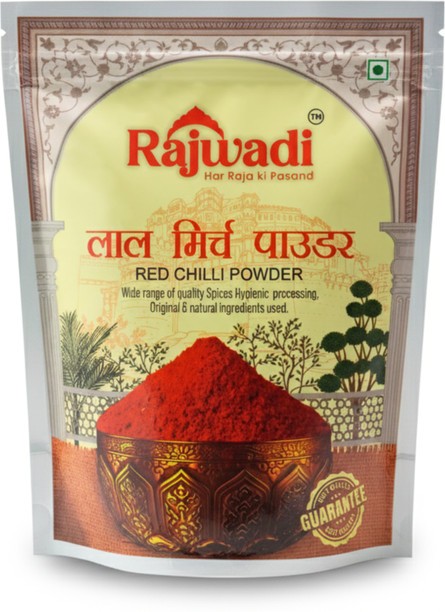 Rajwadi
TM
Har Raja ki Pasand
लाल मिर्च पाउडर
RED CHILLI POWDER
Wide range of quality Spices Hygienic processing,
Original & natural ingredients used.
GUARANTEE